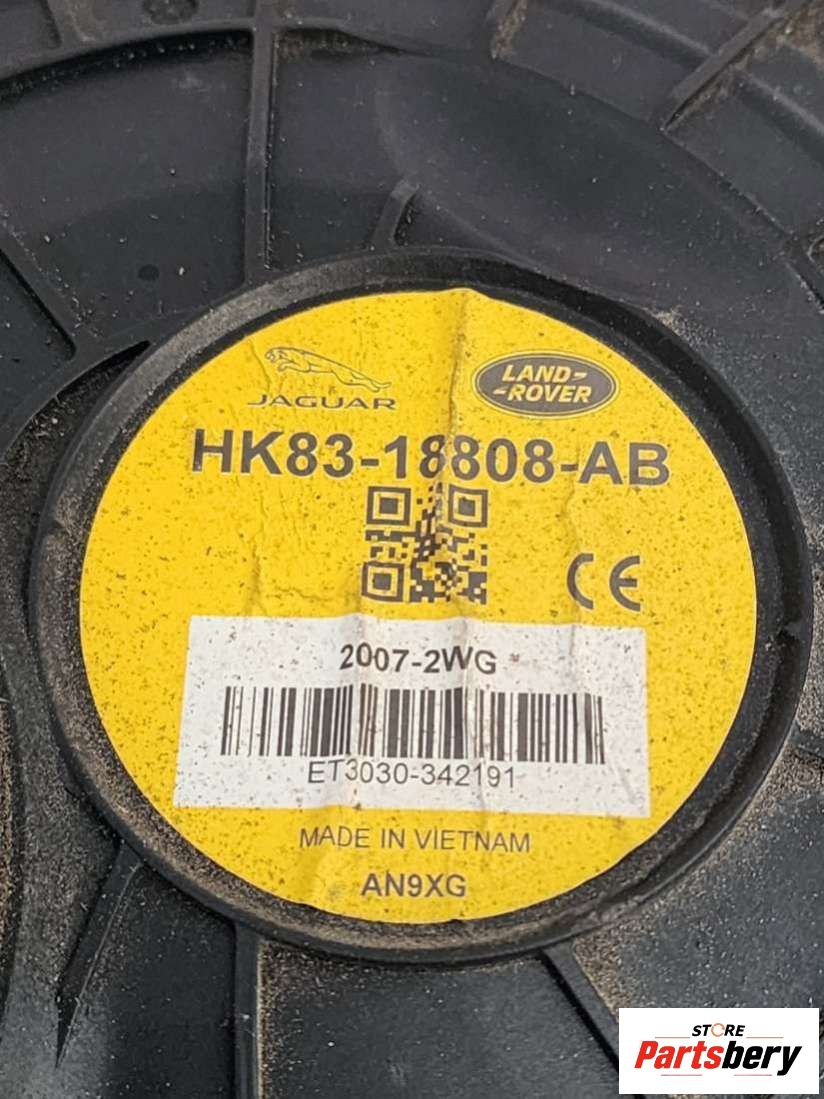 JAGUAR
LAND-
-ROVER
HK83-18808-AB
CE
2007-2WG
ET3030-342191
MADE IN VIETNAM
AN9XG
STORE
Partsbery